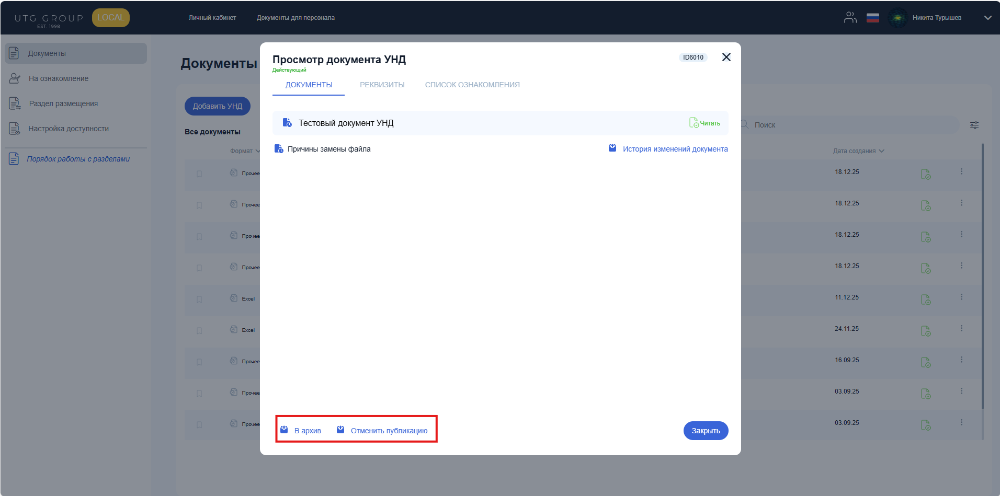 UTG GROUP
EST. 1998
LOCAL
Личный кабинет
Документы для персонала
Никита Турышев
Документы
На ознакомление
Раздел размещения
Настройка доступности
Порядок работы с разделами
Документы
Добавить УНД
Все документы
Поиск
Формат
Дата создания
Прочее
18.12.25
Прочее
18.12.25
Прочее
18.12.25
Прочее
18.12.25
Excel
11.12.25
Excel
24.11.25
Прочее
16.09.25
Прочее
03.09.25
Прочее
03.09.25
Просмотр документа УНД
ID6010
Действующий
ДОКУМЕНТЫ
РЕКВИЗИТЫ
СПИСОК ОЗНАКОМЛЕНИЯ
Тестовый документ УНД
Читать
Причины замены файла
История изменений документа
В архив
Отменить публикацию
Закрыть